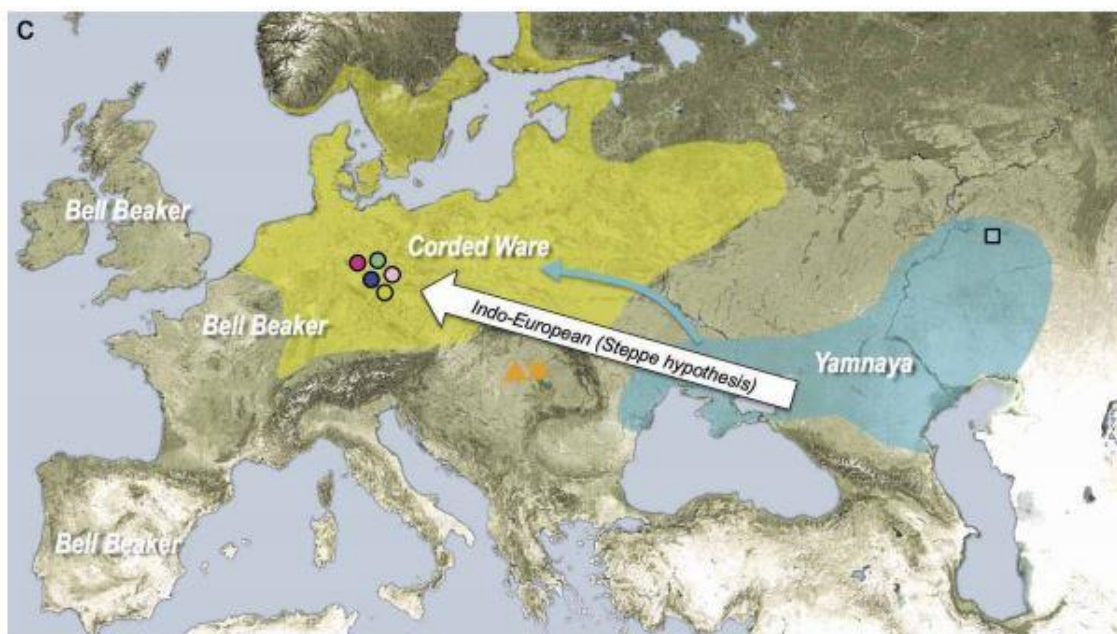 C
Bell Beaker
Corded Ware
Bell Beaker
Indo-European (Steppe hypothesis)
Yamnaya
Bell Beaker